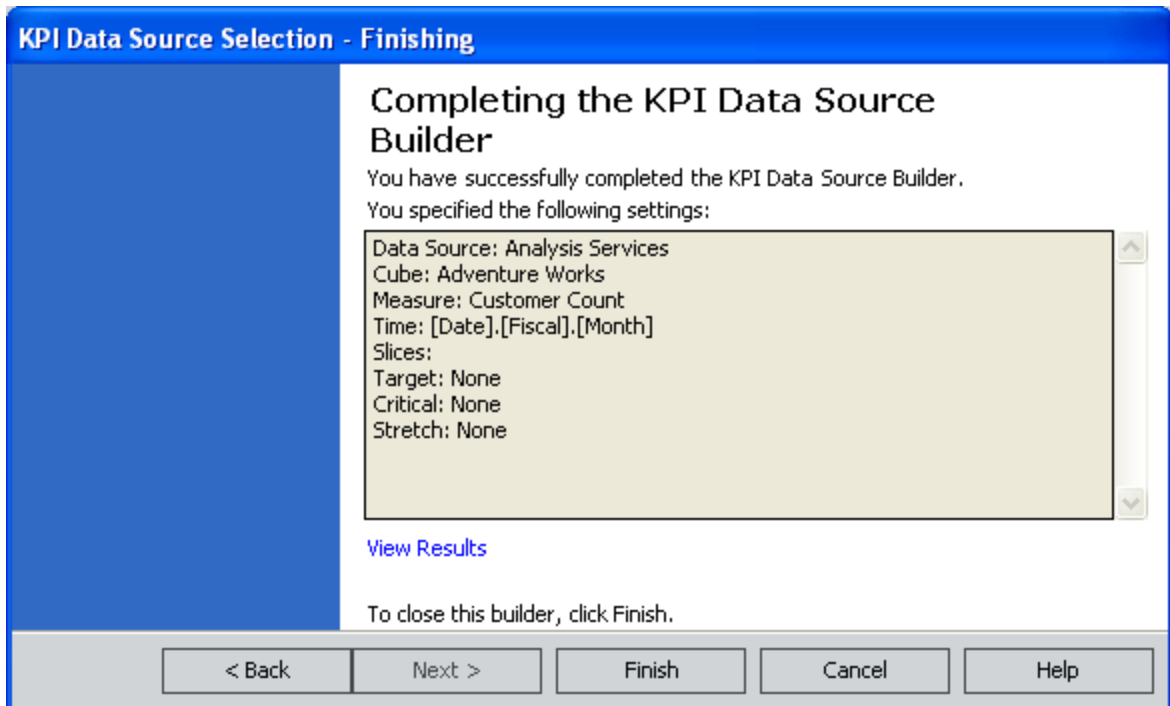 KPI Data Source Selection - Finishing
Completing the KPI Data Source
Builder
You have successfully completed the KPI Data Source Builder.
You specified the following settings:
Data Source: Analysis Services
Cube: Adventure Works
Measure: Customer Count
Time: [Date].[Fiscal].[Month]
Slices:
Target: None
Critical: None
Stretch: None
View Results
To close this builder, click Finish.
< Back
Next >
Finish
Cancel
Help